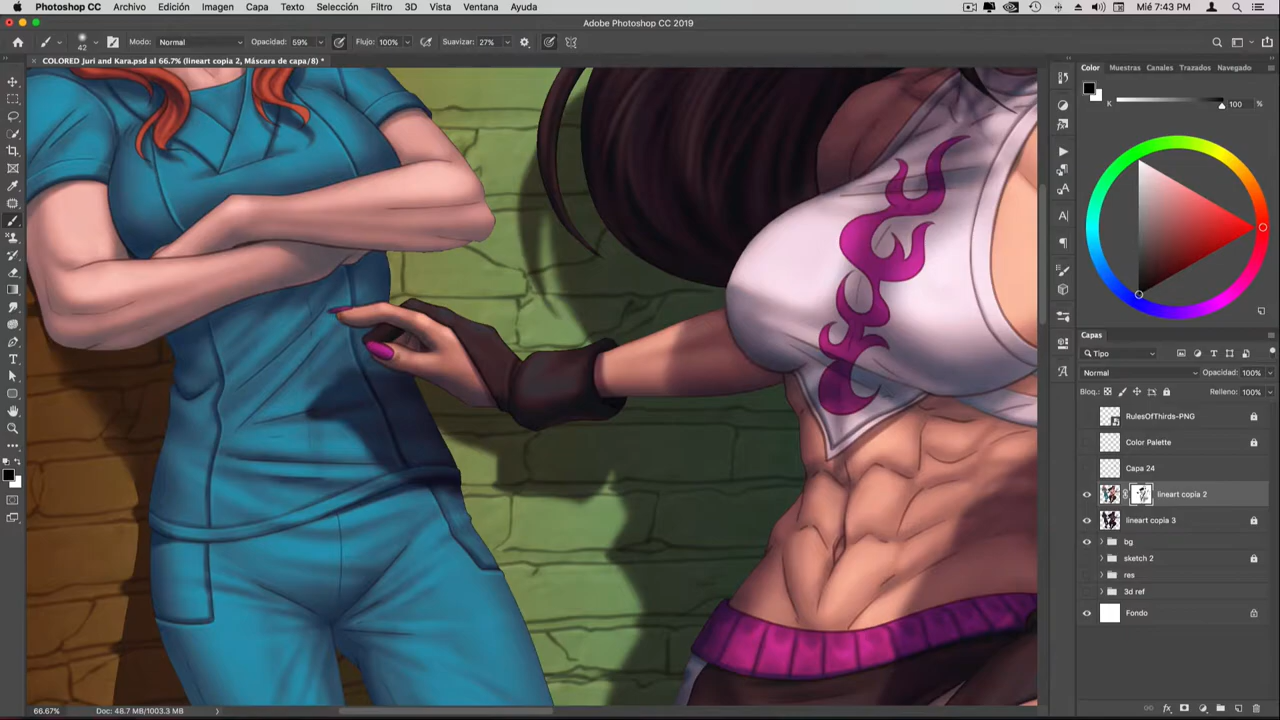 Photoshop CC Archivo Edición Imagen Capa Texto Selección Filtro 3D Vista Ventana Ayuda Mié 7:43 PM
Adobe Photoshop CC 2019
42 Modo: Normal Opacidad: 59% Flujo: 100% Suavizar: 27%
× COLORED Juri and Kara.psd al 66.7% (lineart copia 2, Máscara de capa/8) *
Color Muestras Canales Trazados Navegado
K 100 %
Capas
Tipo
Normal Opacidad: 100%
Bloq.: Relleno: 100%
RulesOfThirds-PNG
Color Palette
Capa 24
lineart copia 2
lineart copia 3
bg
sketch 2
res
3d ref
Fondo
66.67% Doc: 48.7 MB/1003.3 MB